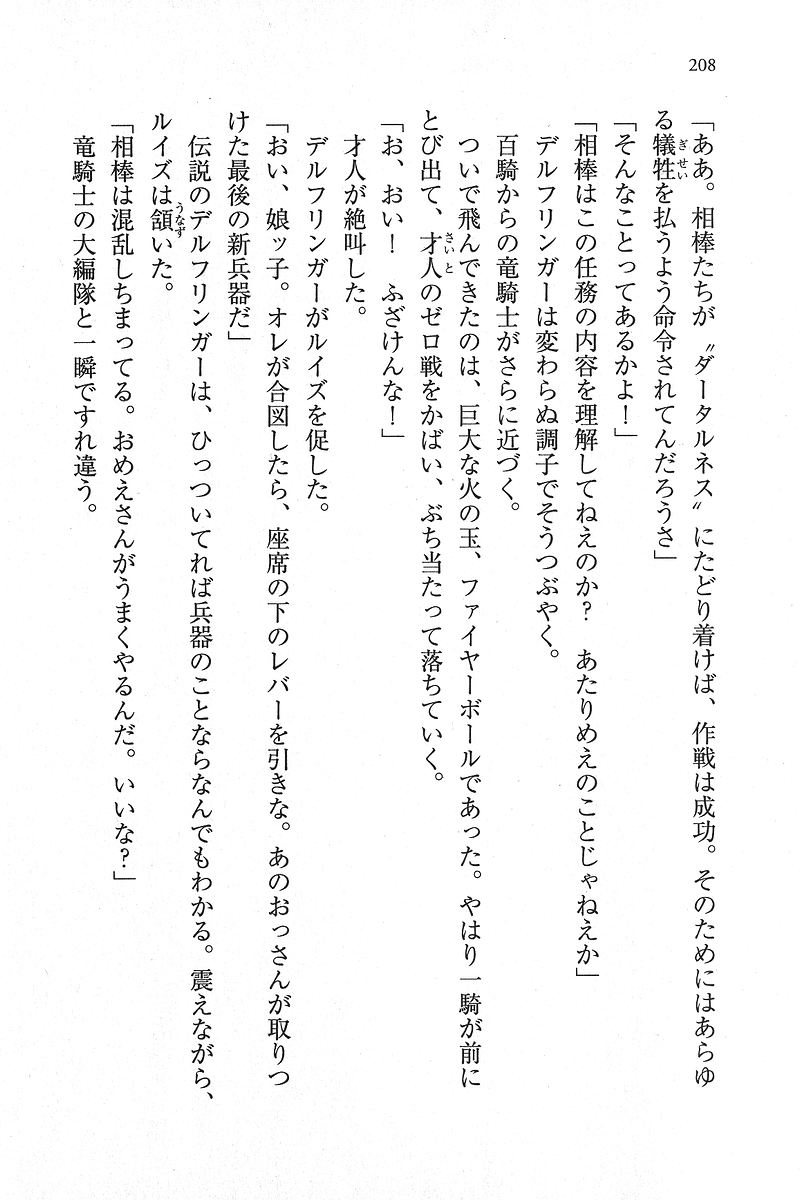 208
「ああ。相棒たちが〝ダータルネス〟にたどり着けば、作戦は成功。そのためにはあらゆ
る犠牲を払うよう命令されてんだろうさ」
「そんなことってあるかよ！」
「相棒はこの任務の内容を理解してねえのか？　あたりめえのことじゃねえか」
　デルフリンガーは変わらぬ調子でそうつぶやく。
　百騎からの竜騎士がさらに近づく。
　ついで飛んできたのは、巨大な火の玉、ファイヤーボールであった。やはり一騎が前に
とび出て、才人のゼロ戦をかばい、ぶち当たって落ちていく。
「お、おい！　ふざけんな！」
　才人が絶叫した。
　デルフリンガーがルイズを促した。
「おい、娘ッ子。オレが合図したら、座席の下のレバーを引きな。あのおっさんが取りつ
けた最後の新兵器だ」
　伝説のデルフリンガーは、ひっついてれば兵器のことならなんでもわかる。震えながら、
ルイズは頷いた。
「相棒は混乱しちまってる。おめえさんがうまくやるんだ。いいな？」
　竜騎士の大編隊と一瞬ですれ違う。